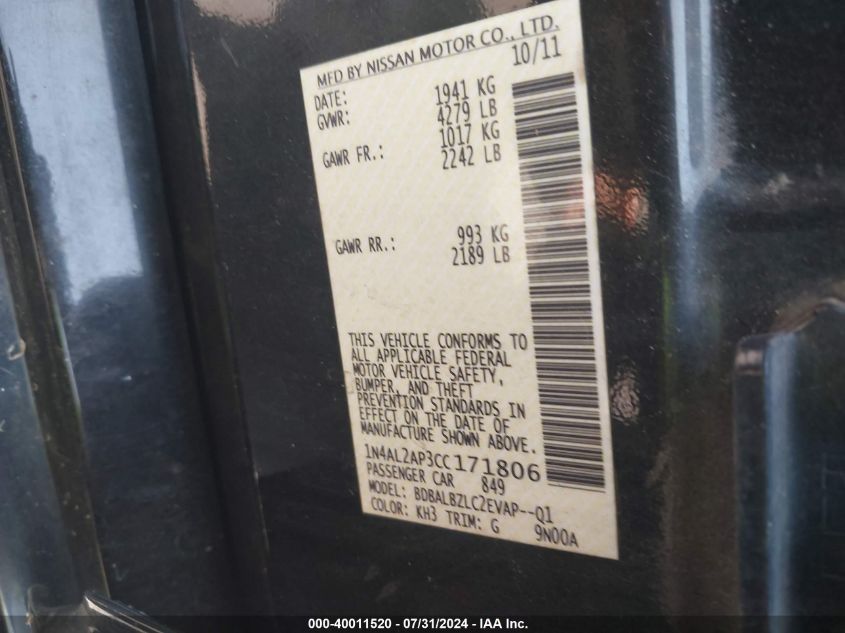 MFD BY NISSAN MOTOR CO., LTD.
DATE: 10/11
GVWR: 1941 KG
4279 LB
GAWR FR.: 1017 KG
2242 LB
GAWR RR.: 993 KG
2189 LB
THIS VEHICLE CONFORMS TO
ALL APPLICABLE FEDERAL
MOTOR VEHICLE SAFETY,
BUMPER, AND THEFT
PREVENTION STANDARDS IN
EFFECT ON THE DATE OF
MANUFACTURE SHOWN ABOVE.
1N4AL2AP3CC171806
PASSENGER CAR 849
MODEL: BDBALBZLC2EVAP--Q1
COLOR: KH3 TRIM: G 9N00A
000-40011520 - 07/31/2024 - IAA Inc.